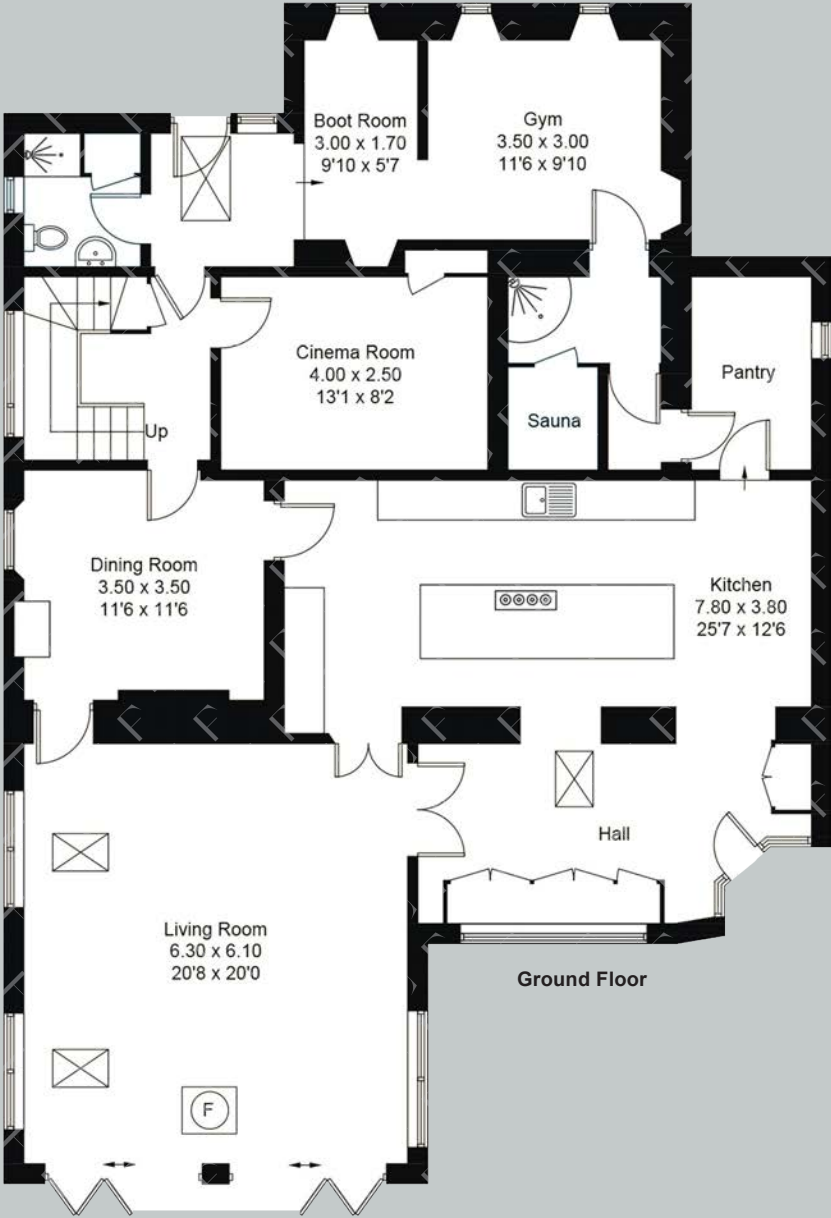 Boot Room
3.00 x 1.70
9'10 x 5'7
Gym
3.50 x 3.00
11'6 x 9'10
Cinema Room
4.00 x 2.50
13'1 x 8'2
Sauna
Pantry
Up
Dining Room
3.50 x 3.50
11'6 x 11'6
Kitchen
7.80 x 3.80
25'7 x 12'6
Hall
Living Room
6.30 x 6.10
20'8 x 20'0
F
Ground Floor